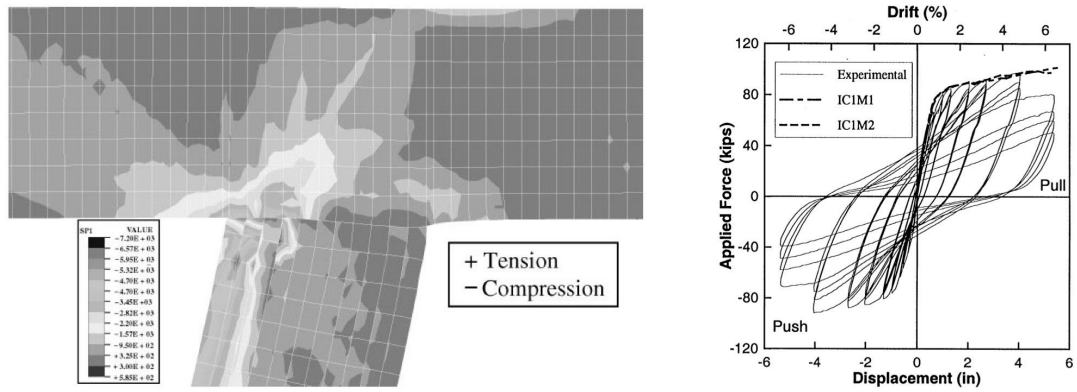 SP1 VALUE
−7.20E + 03
−6.57E + 03
−5.95E + 03
−5.32E + 03
−4.70E + 03
−4.70E + 03
−3.45E +03
−2.82E + 03
−2.20E + 03
−1.57E + 03
−9.50E + 02
+3.25E + 02
+3.00E + 02
+5.85E + 02
+ Tension
− Compression
Drift (%)
-6 -4 -2 0 2 4 6
120
80
40
0
-40
-80
-120
Applied Force (kips)
Experimental
IC1M1
IC1M2
Pull
Push
-6 -4 -2 0 2 4 6
Displacement (in)